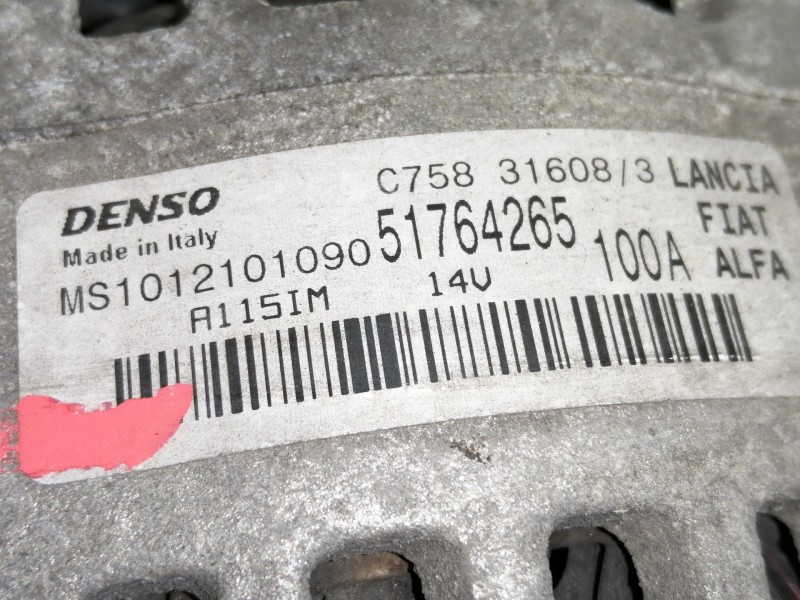 DENSO
Made in Italy
C758 31608/3
MS1012101090 51764265
A115IM 14V 100A
LANCIA
FIAT
ALFA